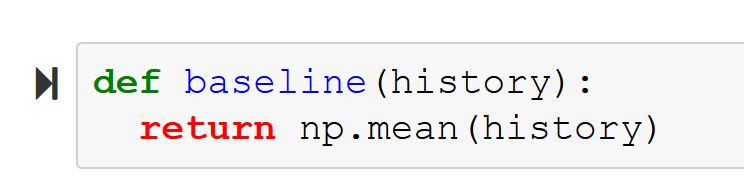 def baseline(history):
  return np.mean(history)